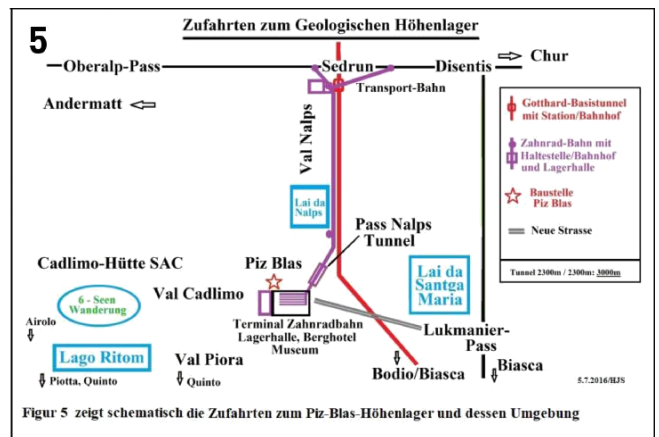 Zufahrten zum Geologischen Höhenlager
5
Chur
Oberalp-Pass
Sedrun
Disentis
Transport-Bahn
Andermatt
Val Nalps
Gotthard-Basistunnel
mit Station/Bahnhof
Zahnrad-Bahn mit
Haltestelle/Bahnhof
und Lagerhalle
Baustelle
Piz Blas
Neue Strasse
Tunnel 2300m / 2300m: 3000m
Lai da
Nalps
Pass Nalps
Tunnel
Cadlimo-Hütte SAC
Piz Blas
Lai da
Santga
Maria
6 - Seen
Wanderung
Val Cadlimo
Airolo
Terminal Zahnradbahn
Lagerhalle, Berghotel
Museum
Lukmanier-
Pass
Lago Ritom
Val Piora
Biasca
Piotta, Quinto
Quinto
Bodio/Biasca
5.7.2016/HJS
Figur 5 zeigt schematisch die Zufahrten zum Piz-Blas-Höhenlager und dessen Umgebung